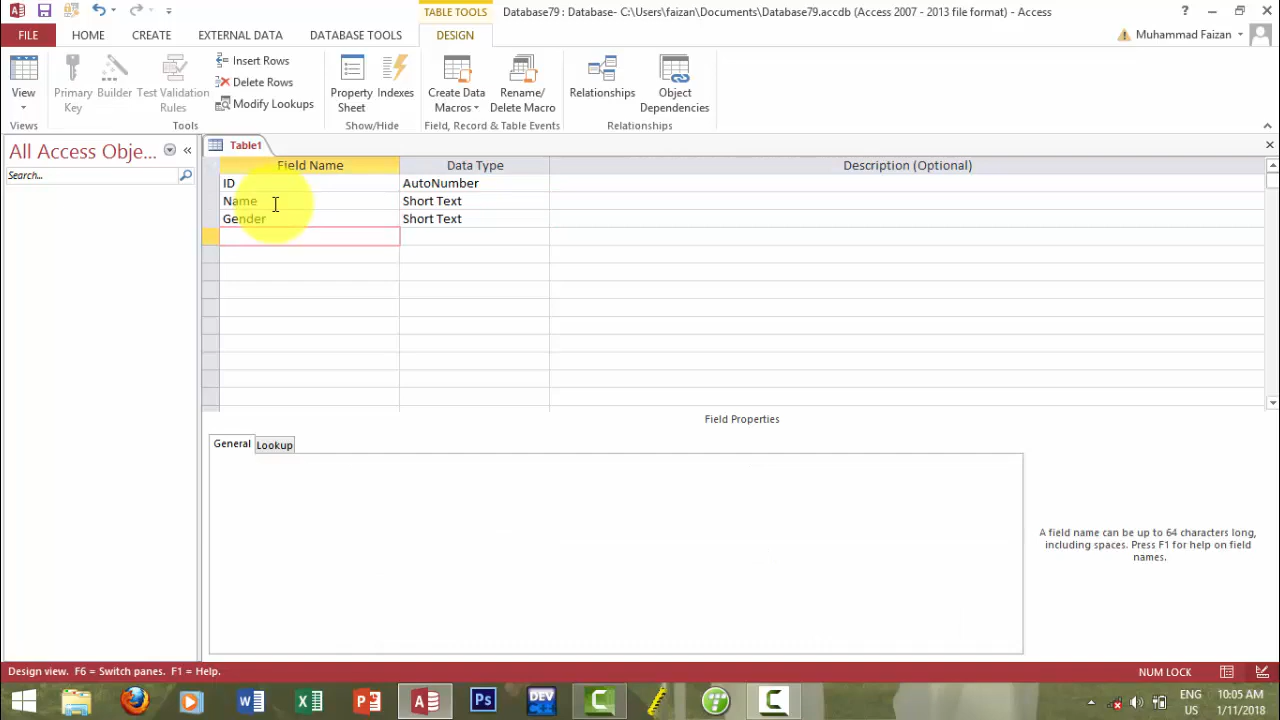 TABLE TOOLS
Database79 : Database- C:\Users\faizan\Documents\Database79.accdb (Access 2007 - 2013 file format) - Access
?
FILE HOME CREATE EXTERNAL DATA DATABASE TOOLS DESIGN
Muhammad Faizan
View
Primary Key
Builder
Test Validation Rules
Insert Rows
Delete Rows
Modify Lookups
Property Sheet
Indexes
Create Data Macros
Rename/ Delete Macro
Relationships
Object Dependencies
Views Tools Show/Hide Field, Record & Table Events Relationships
All Access Obje...
Search...
Table1
Field Name Data Type Description (Optional)
ID AutoNumber
Name Short Text
Gender Short Text
Field Properties
General Lookup
A field name can be up to 64 characters long,
including spaces. Press F1 for help on field
names.
Design view. F6 = Switch panes. F1 = Help.
NUM LOCK
W X P A Ps DEV C C
ENG
US
10:05 AM
1/11/2018